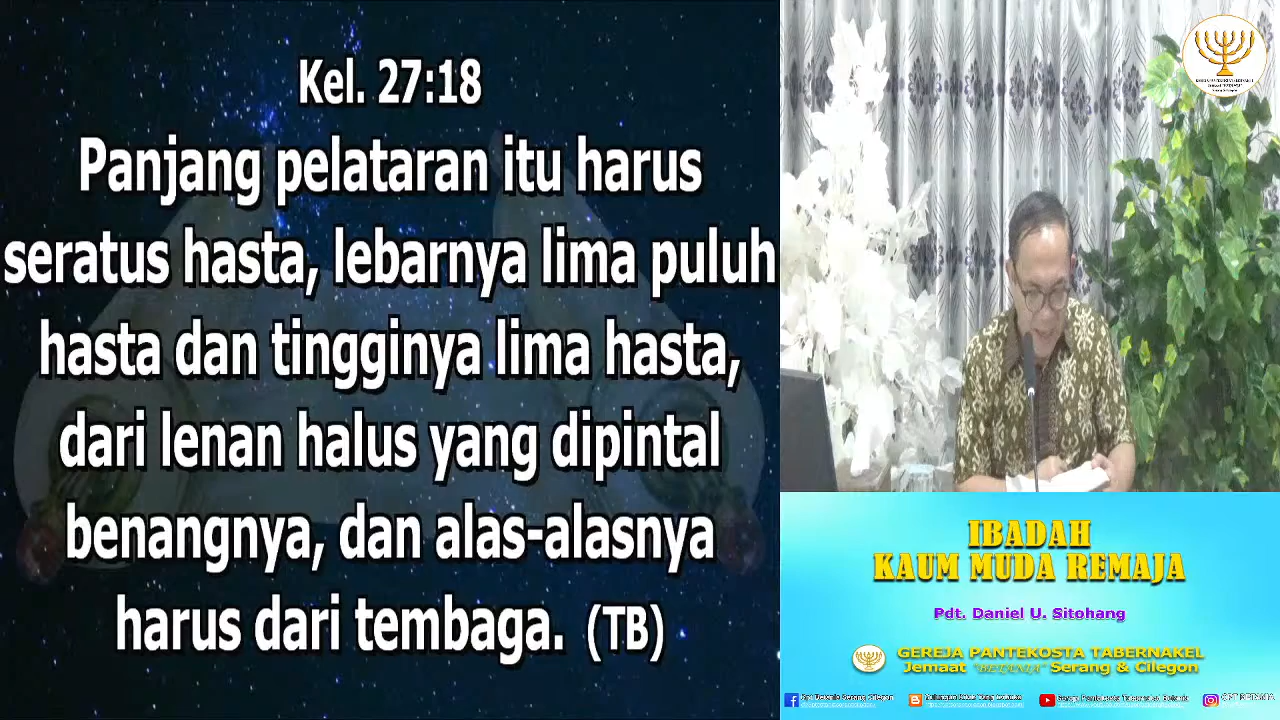 Kel. 27:18
Panjang pelataran itu harus
seratus hasta, lebarnya lima puluh
hasta dan tingginya lima hasta,
dari lenan halus yang dipintal
benangnya, dan alas-alasnya
harus dari tembaga. (TB)
IBADAH
KAUM MUDA REMAJA
Pdt. Daniel U. Sitohang
GEREJA PANTEKOSTA TABERNAKEL
Jemaat "BETANIA" Serang & Cilegon